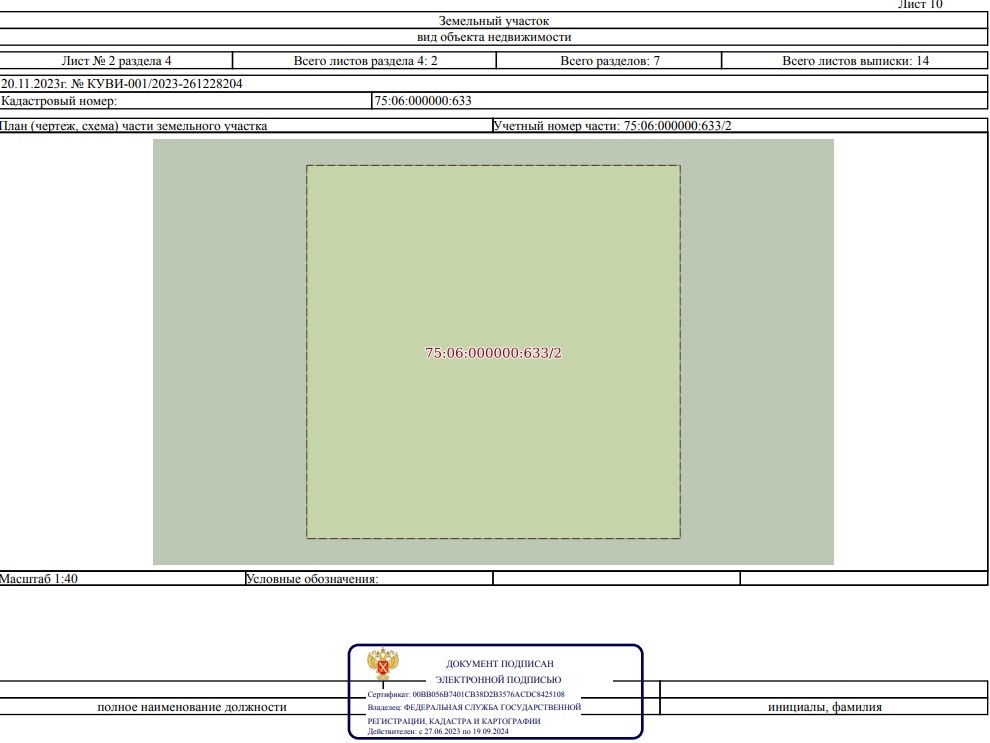 Лист 10
Земельный участок
вид объекта недвижимости
Лист № 2 раздела 4 Всего листов раздела 4: 2 Всего разделов: 7 Всего листов выписки: 14
20.11.2023г. № КУВИ-001/2023-261228204
Кадастровый номер: 75:06:000000:633
План (чертеж, схема) части земельного участка Учетный номер части: 75:06:000000:633/2
75:06:000000:633/2
Масштаб 1:40 Условные обозначения:
ДОКУМЕНТ ПОДПИСАН
ЭЛЕКТРОННОЙ ПОДПИСЬЮ
Сертификат: 00BB056B7401CB38D2B3576ACDC8425108
Владелец: ФЕДЕРАЛЬНАЯ СЛУЖБА ГОСУДАРСТВЕННОЙ
РЕГИСТРАЦИИ, КАДАСТРА И КАРТОГРАФИИ
Действителен: с 27.06.2023 по 19.09.2024
полное наименование должности инициалы, фамилия